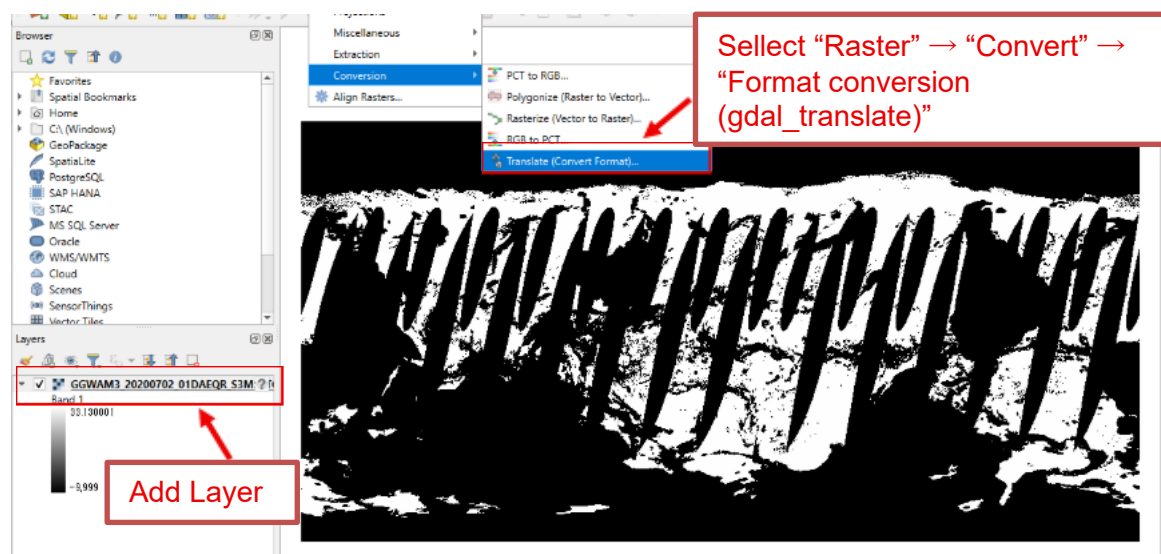 Browser
Favorites
Spatial Bookmarks
Home
C:\ (Windows)
GeoPackage
SpatiaLite
PostgreSQL
SAP HANA
STAC
MS SQL Server
Oracle
WMS/WMTS
Cloud
Scenes
SensorThings
Vector Tiles
Layers
GGWAM3_20200702_01DAEQR_S3M
Band 1
33.130001
-9,999
Add Layer
Projections
Miscellaneous
Extraction
Conversion
Align Rasters...
PCT to RGB...
Polygonize (Raster to Vector)...
Rasterize (Vector to Raster)...
RGB to PCT...
Translate (Convert Format)...
Sellect “Raster” → “Convert” →
“Format conversion
(gdal_translate)”